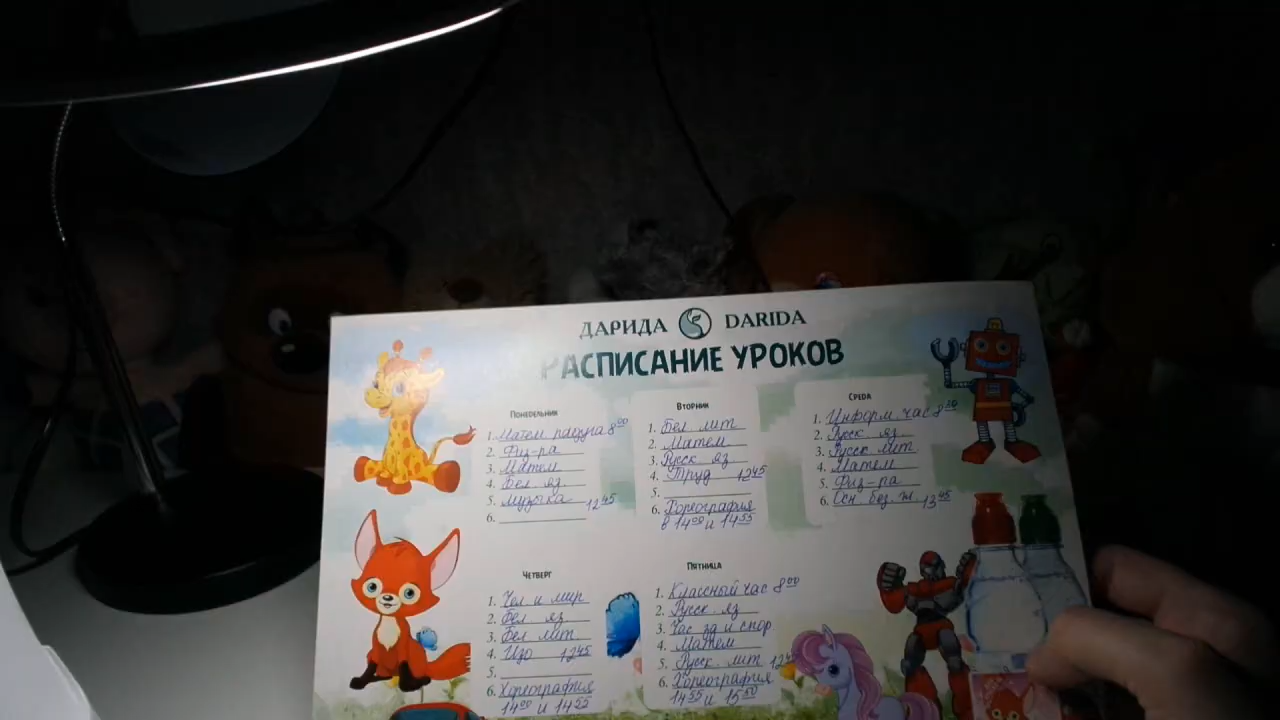 ДАРИДА DARIDA
РАСПИСАНИЕ УРОКОВ
Понедельник
1. Матем радуга 8⁰⁰
2. Физ-ра
3. Матем
4. Бел. яз.
5. Музыка 12⁴⁵
6.
Вторник
1. Бел лит
2. Матем.
3. Русск яз
4. Труд 12⁴⁵
5.
6. Хореография
в 14⁰⁰ и 14⁵⁵
Среда
1. Информ. час 8
2. Русск яз.
3. Русск лит
4. Матем
5. Физ-ра
6. Осн. без. ж. 13⁴⁵
Четверг
1. Чел. и мир
2. Бел яз
3. Бел лит.
4. Изо 12⁴⁵
5.
6. Хореография
14⁰⁰ и 14⁵⁵
Пятница
1. Классный час 8⁰⁰
2. Русск. яз
3. Час зд и спор
4. Матем
5. Русск. лит
6. Хореография
14⁵⁵ и 15⁵⁰